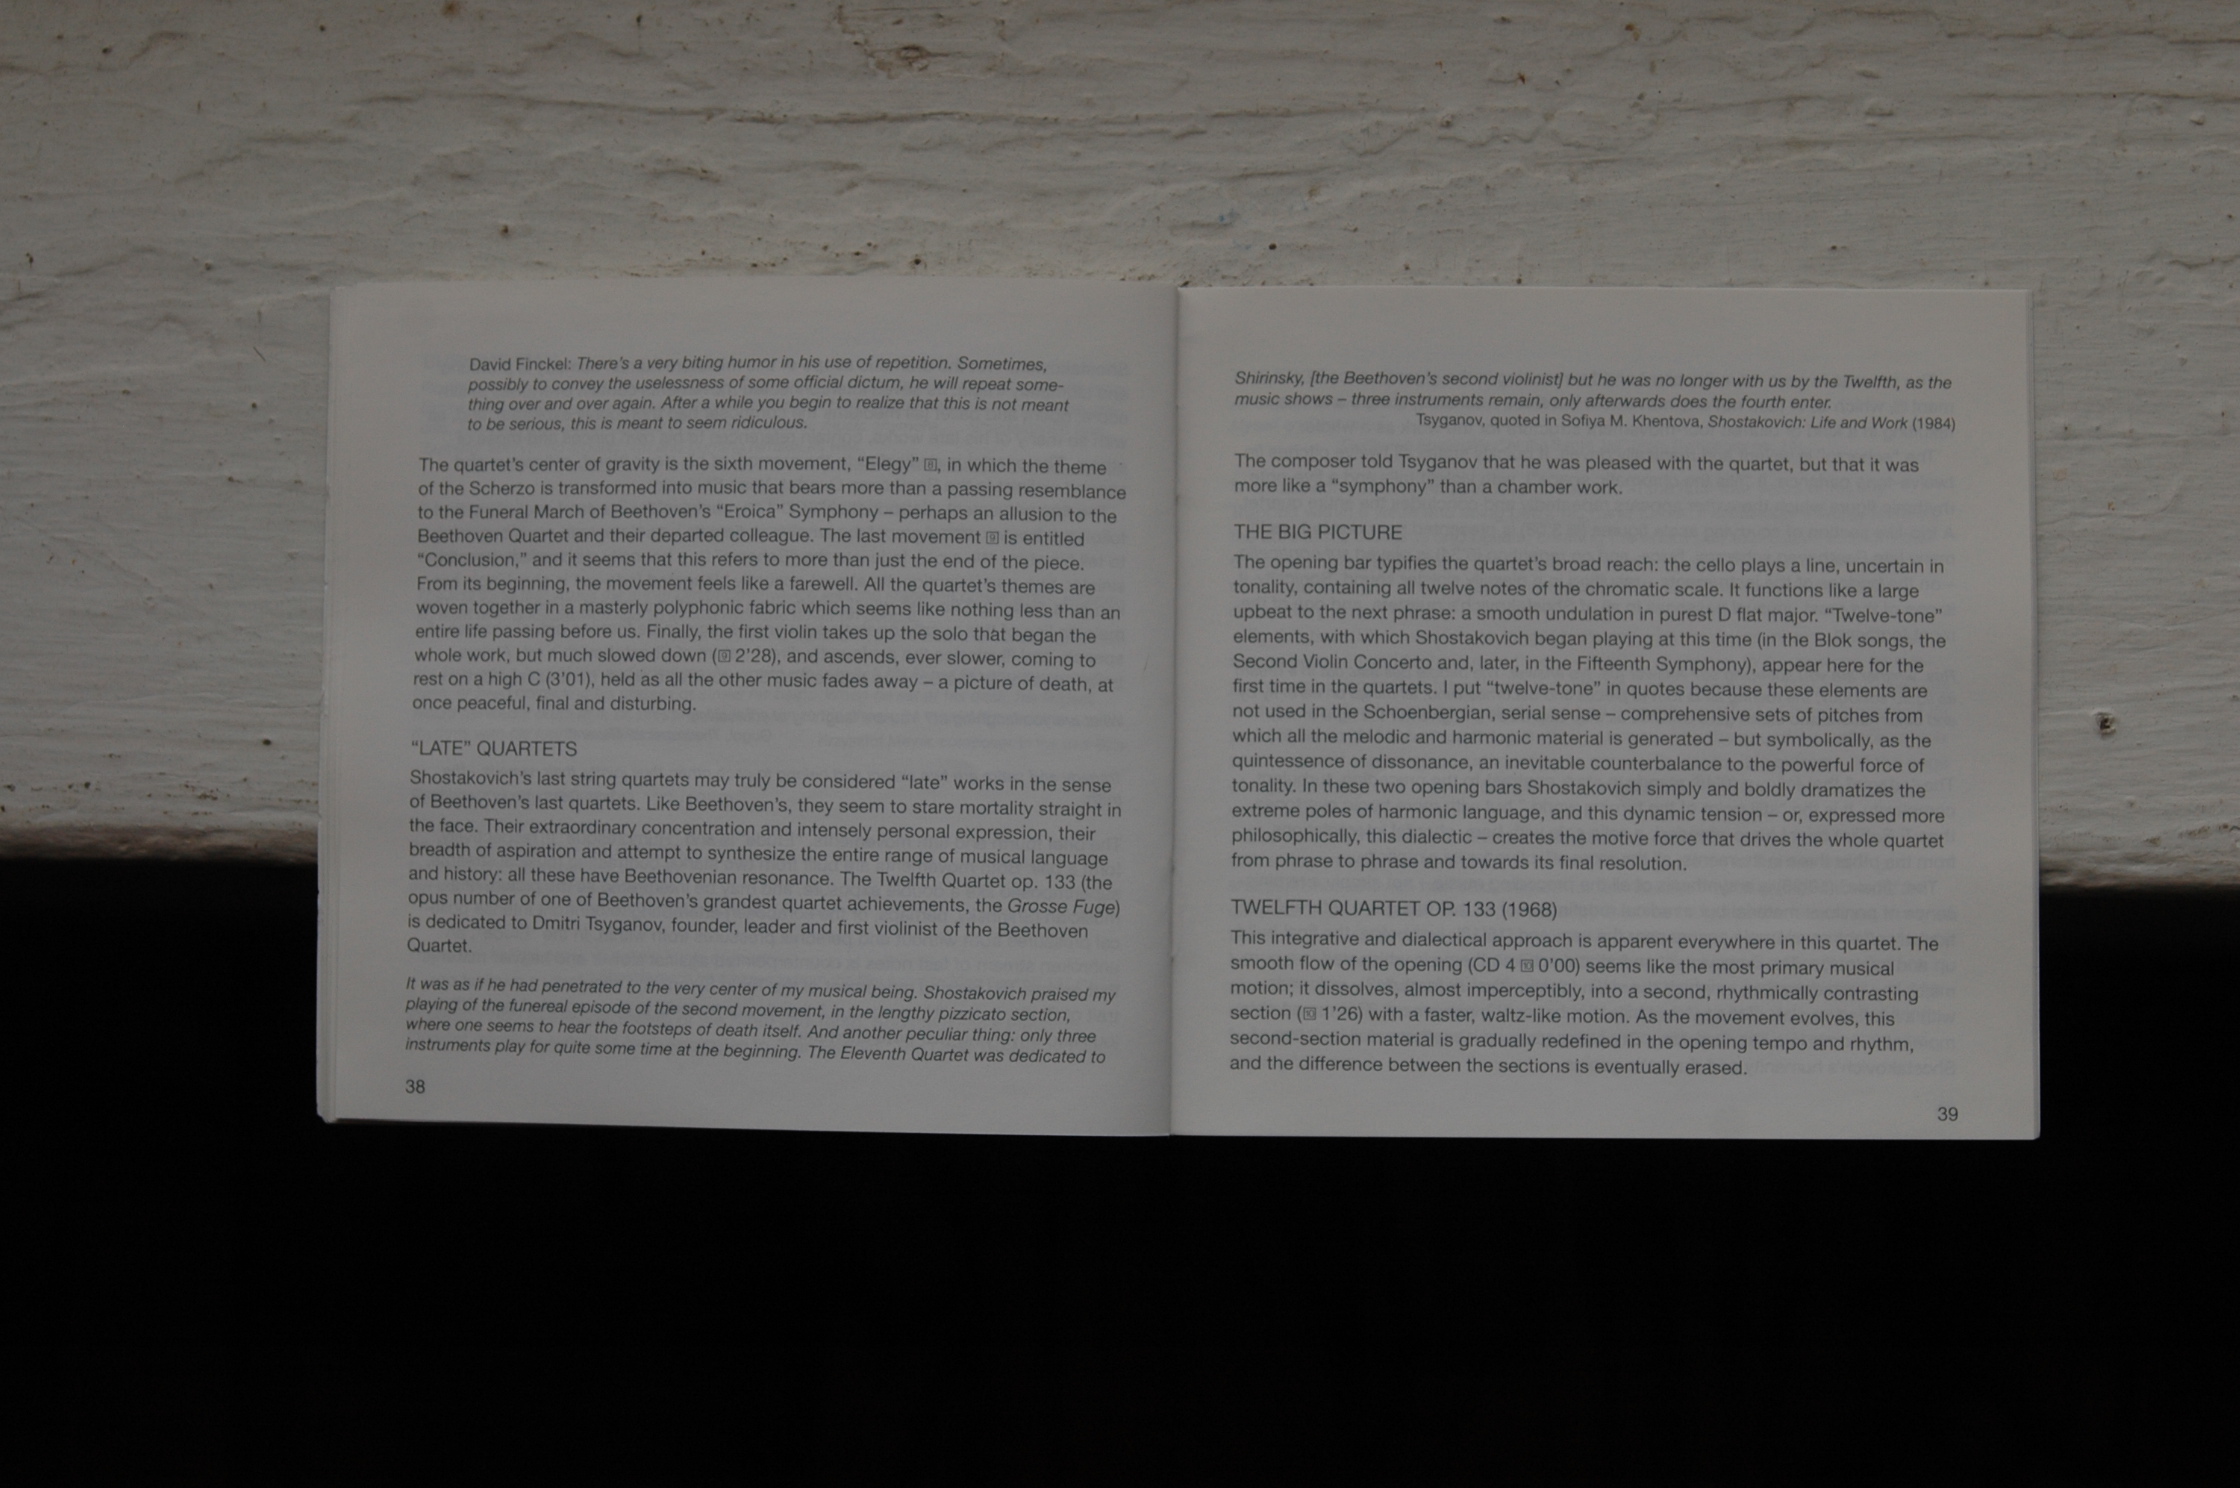 David Finckel: There's a very biting humor in his use of repetition. Sometimes,
possibly to convey the uselessness of some official dictum, he will repeat some-
thing over and over again. After a while you begin to realize that this is not meant
to be serious, this is meant to seem ridiculous.
The quartet's center of gravity is the sixth movement, “Elegy” 8, in which the theme
of the Scherzo is transformed into music that bears more than a passing resemblance
to the Funeral March of Beethoven's “Eroica” Symphony – perhaps an allusion to the
Beethoven Quartet and their departed colleague. The last movement 9 is entitled
“Conclusion,” and it seems that this refers to more than just the end of the piece.
From its beginning, the movement feels like a farewell. All the quartet's themes are
woven together in a masterly polyphonic fabric which seems like nothing less than an
entire life passing before us. Finally, the first violin takes up the solo that began the
whole work, but much slowed down (9 2'28), and ascends, ever slower, coming to
rest on a high C (3'01), held as all the other music fades away – a picture of death, at
once peaceful, final and disturbing.
“LATE” QUARTETS
Shostakovich's last string quartets may truly be considered “late” works in the sense
of Beethoven's last quartets. Like Beethoven's, they seem to stare mortality straight in
the face. Their extraordinary concentration and intensely personal expression, their
breadth of aspiration and attempt to synthesize the entire range of musical language
and history: all these have Beethovenian resonance. The Twelfth Quartet op. 133 (the
opus number of one of Beethoven's grandest quartet achievements, the Grosse Fuge)
is dedicated to Dmitri Tsyganov, founder, leader and first violinist of the Beethoven
Quartet.
It was as if he had penetrated to the very center of my musical being. Shostakovich praised my
playing of the funereal episode of the second movement, in the lengthy pizzicato section,
where one seems to hear the footsteps of death itself. And another peculiar thing: only three
instruments play for quite some time at the beginning. The Eleventh Quartet was dedicated to
38
Shirinsky, [the Beethoven's second violinist] but he was no longer with us by the Twelfth, as the
music shows – three instruments remain, only afterwards does the fourth enter.
Tsyganov, quoted in Sofiya M. Khentova, Shostakovich: Life and Work (1984)
The composer told Tsyganov that he was pleased with the quartet, but that it was
more like a “symphony” than a chamber work.
THE BIG PICTURE
The opening bar typifies the quartet's broad reach: the cello plays a line, uncertain in
tonality, containing all twelve notes of the chromatic scale. It functions like a large
upbeat to the next phrase: a smooth undulation in purest D flat major. “Twelve-tone”
elements, with which Shostakovich began playing at this time (in the Blok songs, the
Second Violin Concerto and, later, in the Fifteenth Symphony), appear here for the
first time in the quartets. I put “twelve-tone” in quotes because these elements are
not used in the Schoenbergian, serial sense – comprehensive sets of pitches from
which all the melodic and harmonic material is generated – but symbolically, as the
quintessence of dissonance, an inevitable counterbalance to the powerful force of
tonality. In these two opening bars Shostakovich simply and boldly dramatizes the
extreme poles of harmonic language, and this dynamic tension – or, expressed more
philosophically, this dialectic – creates the motive force that drives the whole quartet
from phrase to phrase and towards its final resolution.
TWELFTH QUARTET OP. 133 (1968)
This integrative and dialectical approach is apparent everywhere in this quartet. The
smooth flow of the opening (CD 4 10 0'00) seems like the most primary musical
motion; it dissolves, almost imperceptibly, into a second, rhythmically contrasting
section (10 1'26) with a faster, waltz-like motion. As the movement evolves, this
second-section material is gradually redefined in the opening tempo and rhythm,
and the difference between the sections is eventually erased.
39